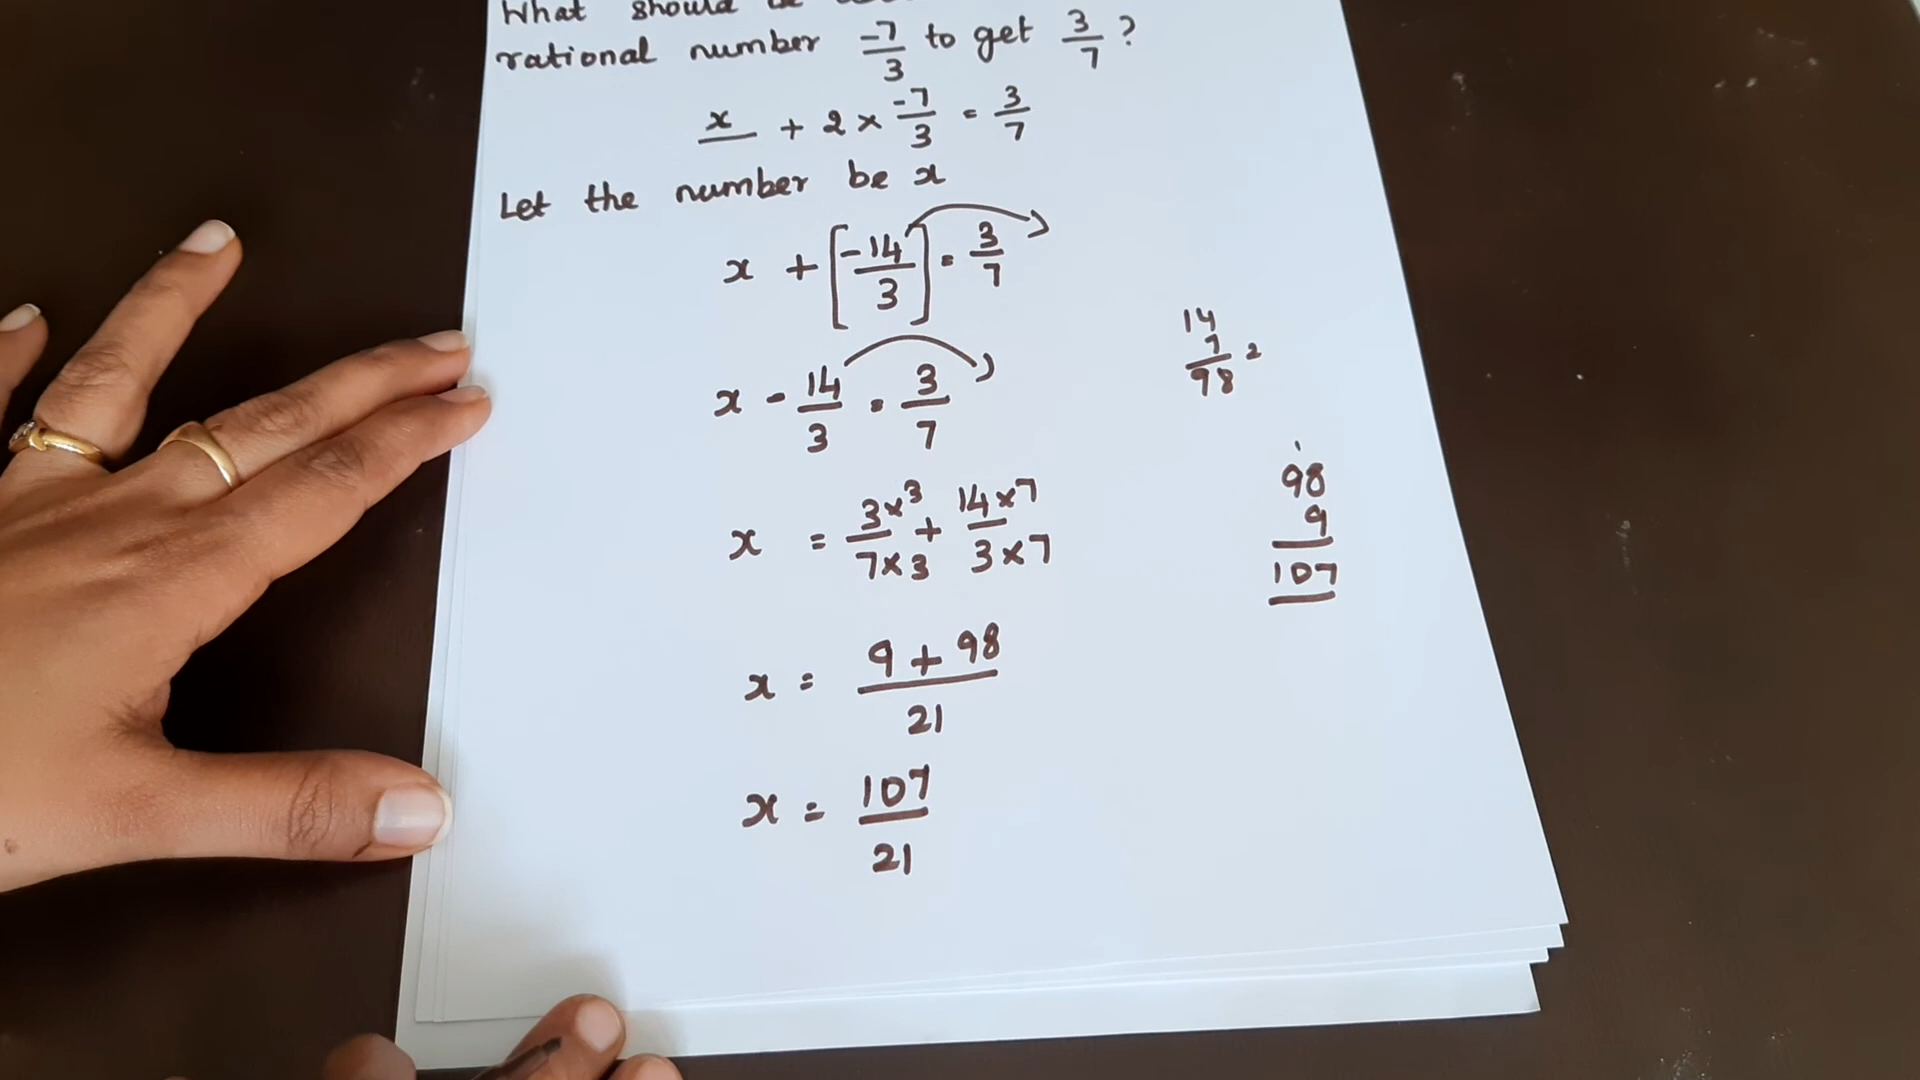 What should
rational number -7/3 to get 3/7 ?
x + 2 × -7/3 = 3/7
Let the number be x
x + [-14/3] = 3/7
x - 14/3 = 3/7
x = 3×3/7×3 + 14×7/3×7
x = 9 + 98/21
x = 107/21
14
7
98
2
1
98
9
107